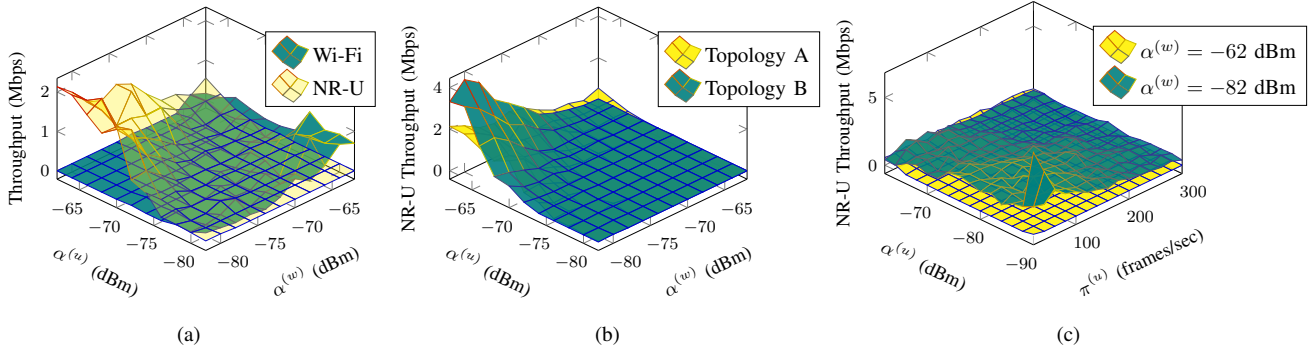 Throughput (Mbps)
2
1
0
−65
−70
−75
−80
α(u) (dBm)
−80
−75
−70
−65
α(w) (dBm)
Wi-Fi
NR-U
(a)
NR-U Throughput (Mbps)
4
2
0
−65
−70
−75
−80
α(u) (dBm)
−80
−75
−70
−65
α(w) (dBm)
Topology A
Topology B
(b)
NR-U Throughput (Mbps)
5
0
−70
−80
−90
α(u) (dBm)
100
200
300
π(u) (frames/sec)
α(w) = −62 dBm
α(w) = −82 dBm
(c)